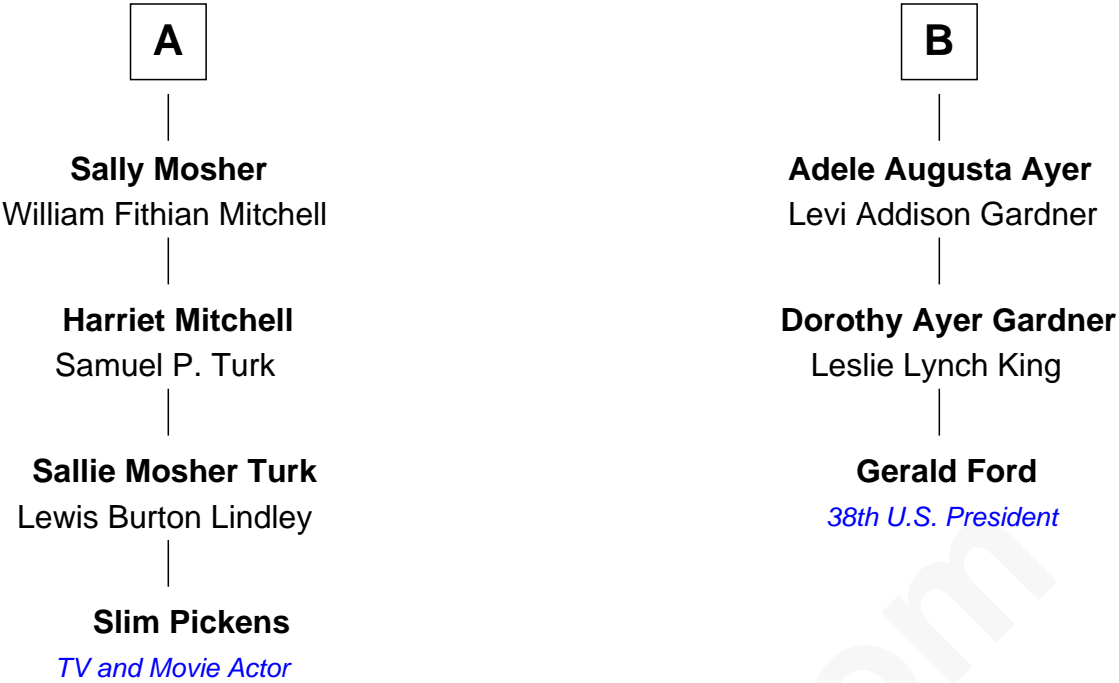 A
Sally Mosher
William Fithian Mitchell
Harriet Mitchell
Samuel P. Turk
Sallie Mosher Turk
Lewis Burton Lindley
Slim Pickens
TV and Movie Actor
B
Adele Augusta Ayer
Levi Addison Gardner
Dorothy Ayer Gardner
Leslie Lynch King
Gerald Ford
38th U.S. President